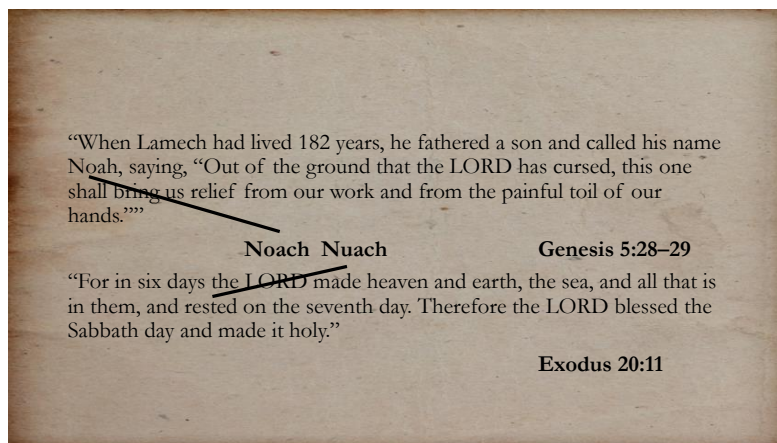 “When Lamech had lived 182 years, he fathered a son and called his name
Noah, saying, “Out of the ground that the LORD has cursed, this one
shall bring us relief from our work and from the painful toil of our
hands.””
Noach Nuach Genesis 5:28–29
“For in six days the LORD made heaven and earth, the sea, and all that is
in them, and rested on the seventh day. Therefore the LORD blessed the
Sabbath day and made it holy.”
Exodus 20:11